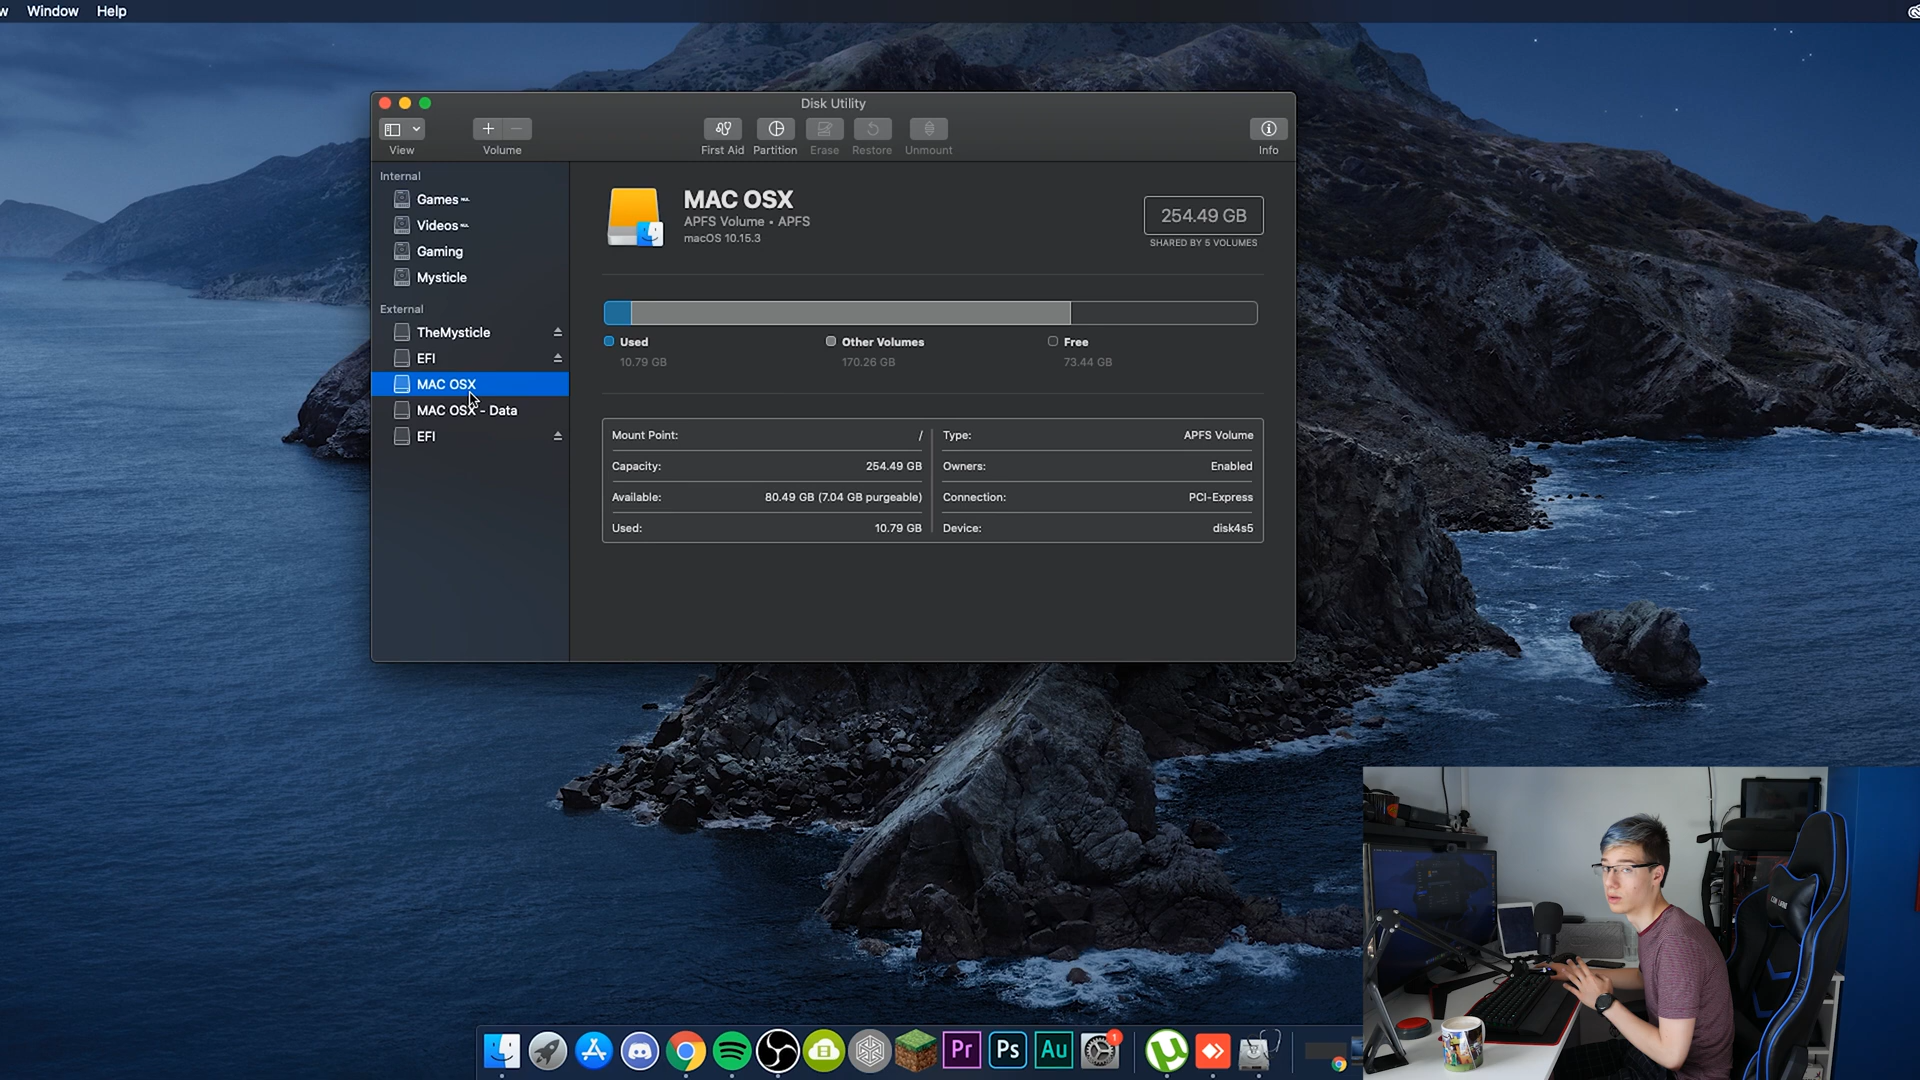 Window Help
Disk Utility
View
Volume
First Aid
Partition
Erase
Restore
Unmount
Info
Internal
Games
Videos
Gaming
Mysticle
External
TheMysticle
EFI
MAC OSX
MAC OSX - Data
EFI
MAC OSX
APFS Volume • APFS
macOS 10.15.3
254.49 GB
SHARED BY 5 VOLUMES
Used
10.79 GB
Other Volumes
170.26 GB
Free
73.44 GB
Mount Point: /
Capacity: 254.49 GB
Available: 80.49 GB (7.04 GB purgeable)
Used: 10.79 GB
Type: APFS Volume
Owners: Enabled
Connection: PCI-Express
Device: disk4s5
Pr
Ps
Au
1